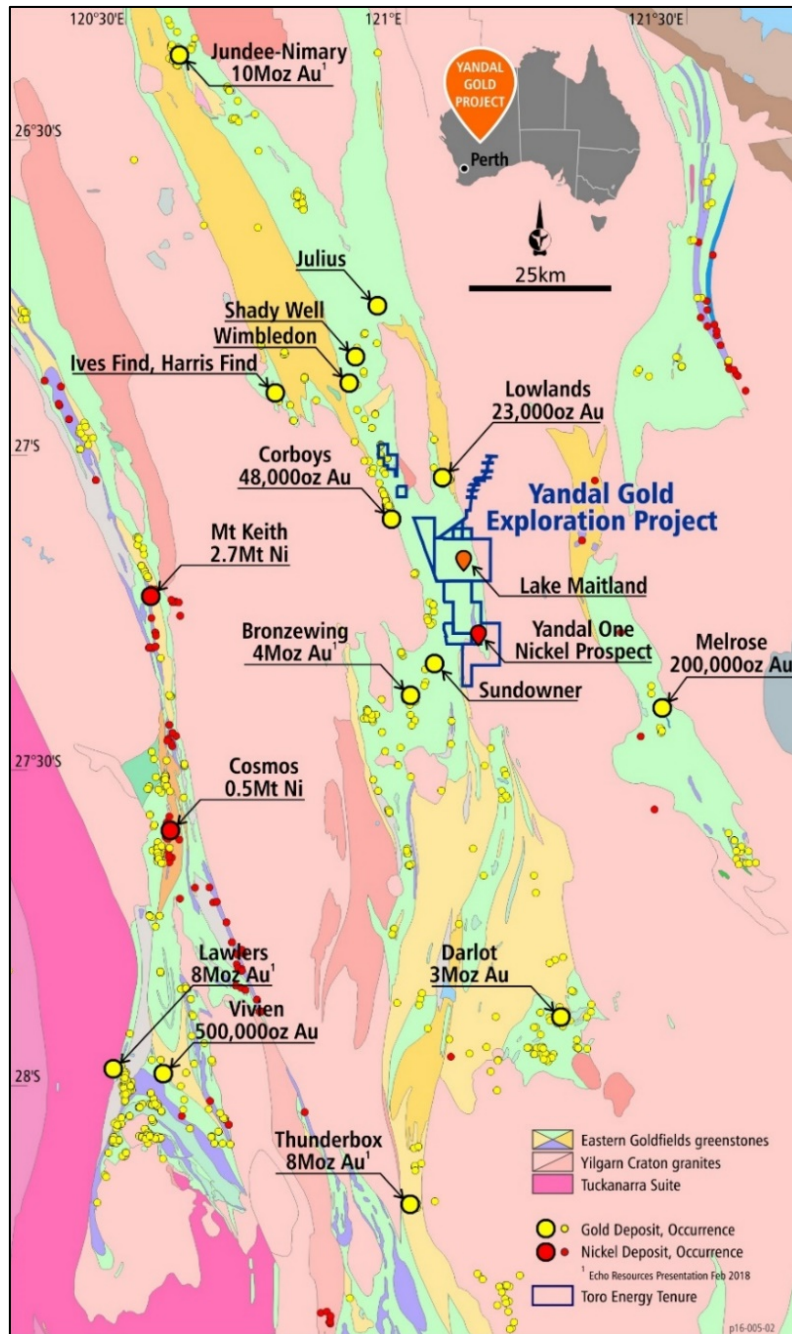 120°30'E
121°E
121°30'E
Jundee-Nimary
10Moz Au¹
YANDAL
GOLD
PROJECT
Perth
26°30'S
25km
Julius
Shady Well
Wimbledon
Ives Find, Harris Find
Lowlands
23,000oz Au
27°S
Corboys
48,000oz Au
Yandal Gold
Exploration Project
Mt Keith
2.7Mt Ni
Lake Maitland
Bronzewing
4Moz Au¹
Yandal One
Nickel Prospect
Melrose
200,000oz Au
Sundowner
27°30'S
Cosmos
0.5Mt Ni
Lawlers
8Moz Au¹
Darlot
3Moz Au
Vivien
500,000oz Au
28°S
Thunderbox
8Moz Au¹
Eastern Goldfields greenstones
Yilgarn Craton granites
Tuckanarra Suite
Gold Deposit, Occurrence
Nickel Deposit, Occurrence
¹ Echo Resources Presentation Feb 2018
Toro Energy Tenure
p16-005-02